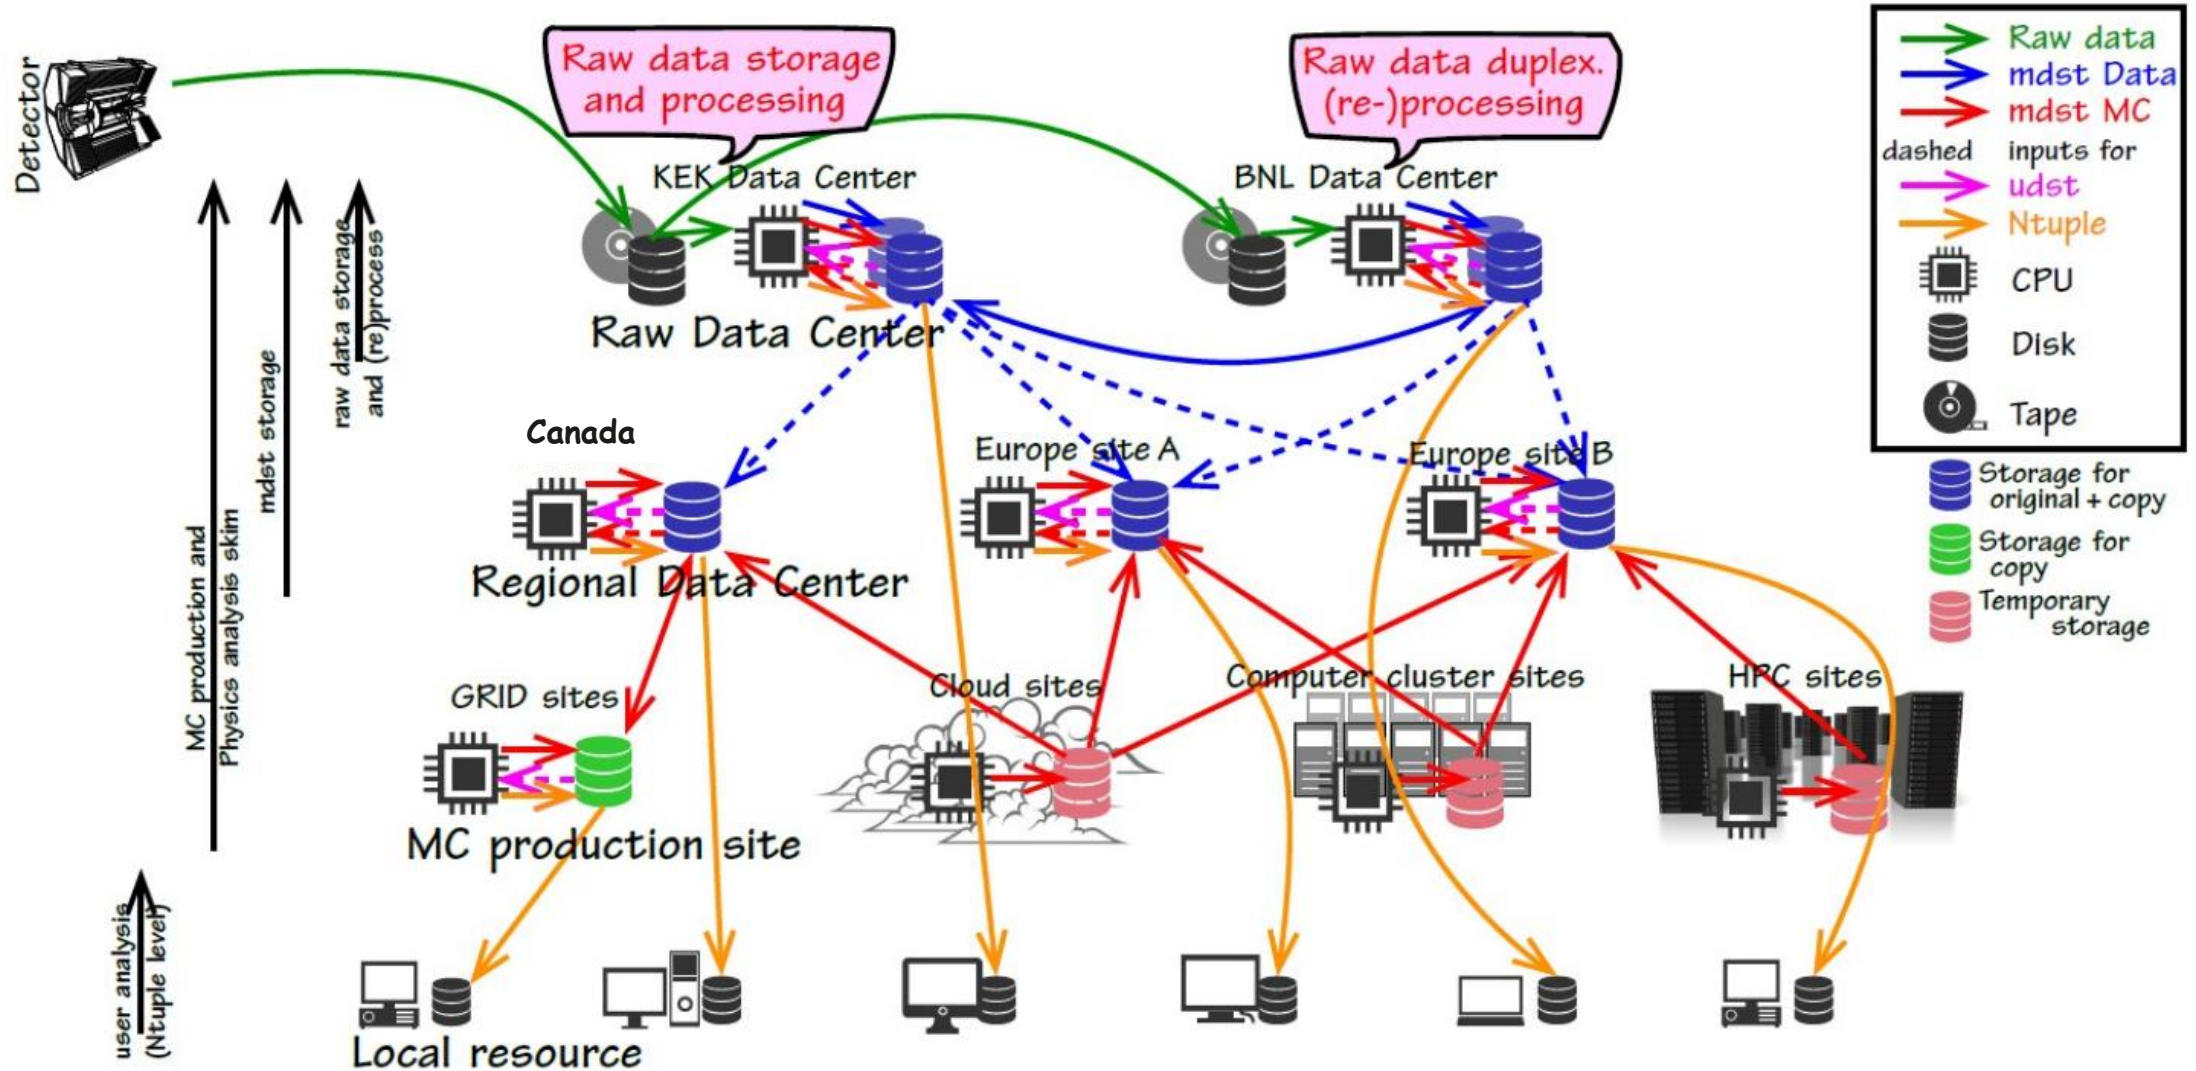 Detector
Raw data storage
and processing
Raw data duplex.
(re-)processing
Raw data
mdst Data
mdst MC
dashed inputs for
udst
Ntuple
CPU
Disk
Tape
Storage for
original + copy
Storage for
copy
Temporary
storage
KEK Data Center
BNL Data Center
Raw Data Center
raw data storage
and (re)process
mdst storage
MC production and
Physics analysis skim
Canada
Europe site A
Europe site B
Regional Data Center
GRID sites
Cloud sites
Computer cluster sites
HPC sites
MC production site
user analysis
(Ntuple level)
Local resource